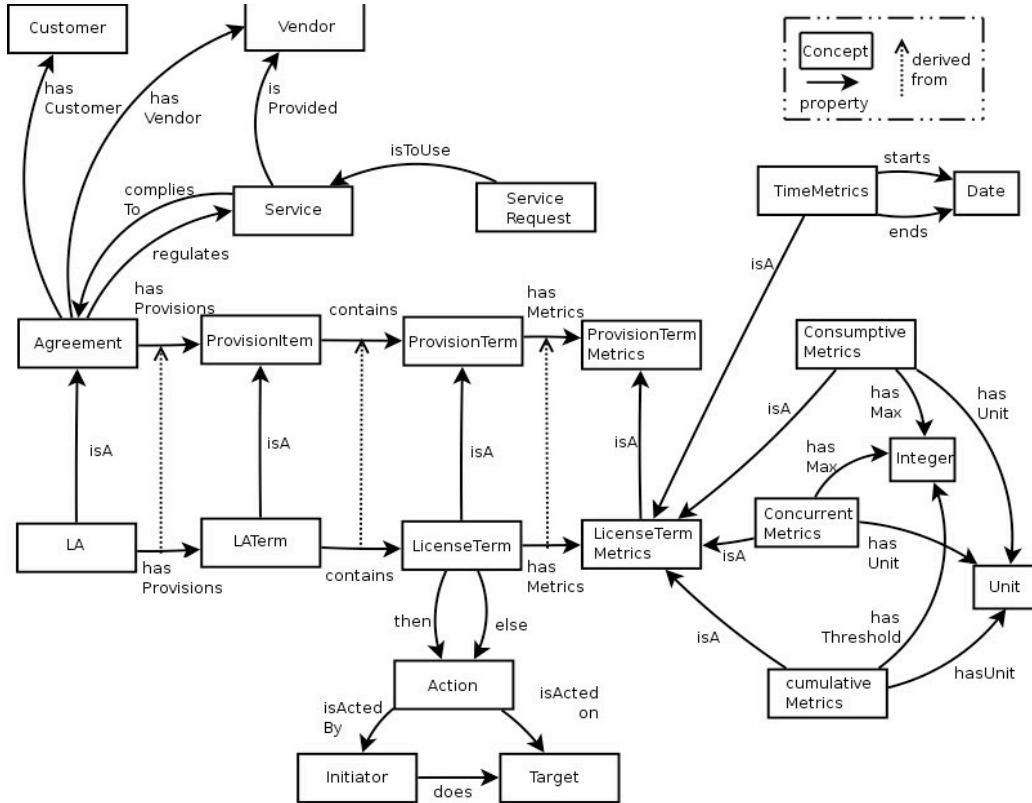 Customer
Vendor
has
Customer
has
Vendor
is
Provided
Concept
derived
from
property
isToUse
complies
To
Service
Service
Request
regulates
TimeMetrics
starts
Date
ends
isA
has
Provisions
contains
has
Metrics
Agreement
ProvisionItem
ProvisionTerm
ProvisionTerm
Metrics
Consumptive
Metrics
has
Max
has
Unit
isA
isA
isA
isA
isA
has
Max
Integer
LA
LATerm
LicenseTerm
LicenseTerm
Metrics
Concurrent
Metrics
isA
has
Unit
has
Provisions
contains
has
Metrics
Unit
then
else
isA
has
Threshold
hasUnit
Action
cumulative
Metrics
isActed
By
isActed
on
Initiator
does
Target